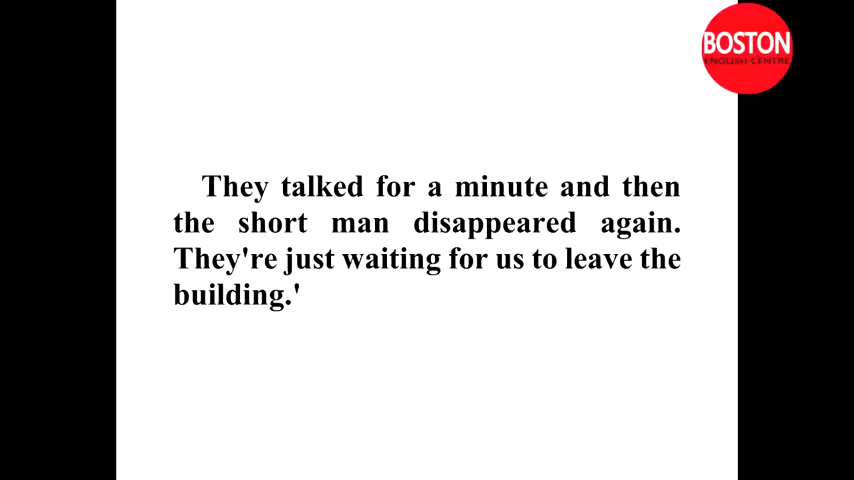 BOSTON
ENGLISH CENTRE
They talked for a minute and then
the short man disappeared again.
They're just waiting for us to leave the
building.'